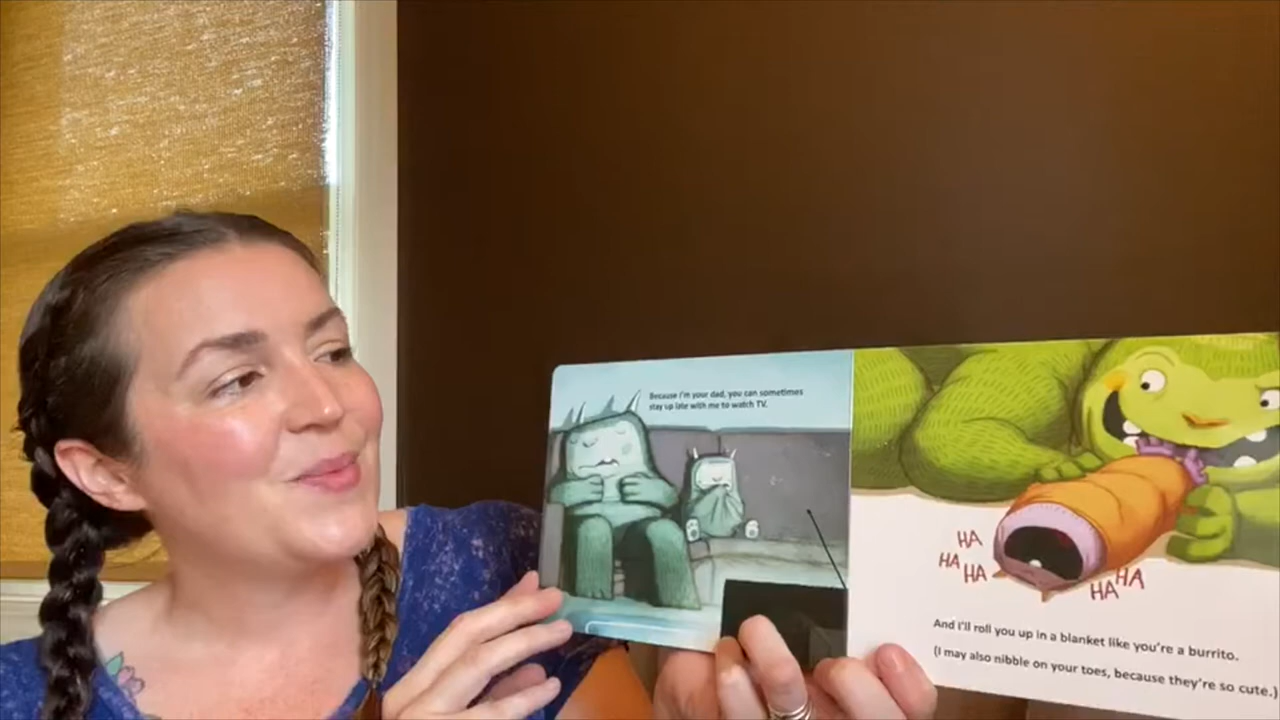 Because I'm your dad, you can sometimes
stay up late with me to watch TV.
HA
HA
HA
HA
HA
And I'll roll you up in a blanket like you're a burrito.
(I may also nibble on your toes, because they're so cute.)